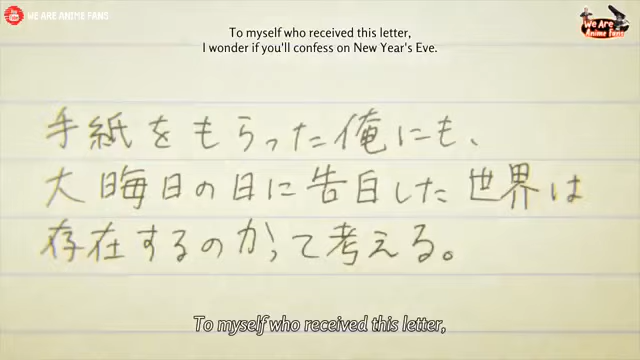 WE ARE ANIME FANS
We Are
Anime Fans
To myself who received this letter,
I wonder if you'll confess on New Year's Eve.
手紙をもらった俺にも、
大晦日の日に告白した世界は
存在するのかって考える。
To myself who received this letter,